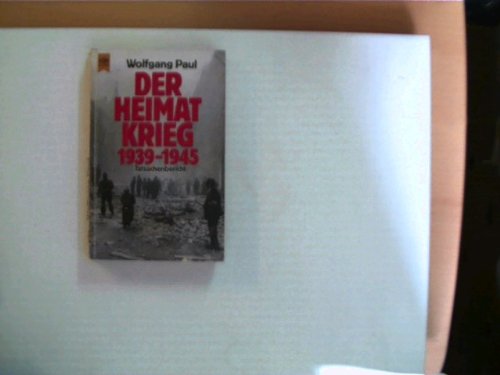 Wolfgang Paul
DER
HEIMAT
KRIEG
1939-1945
Tatsachenbericht